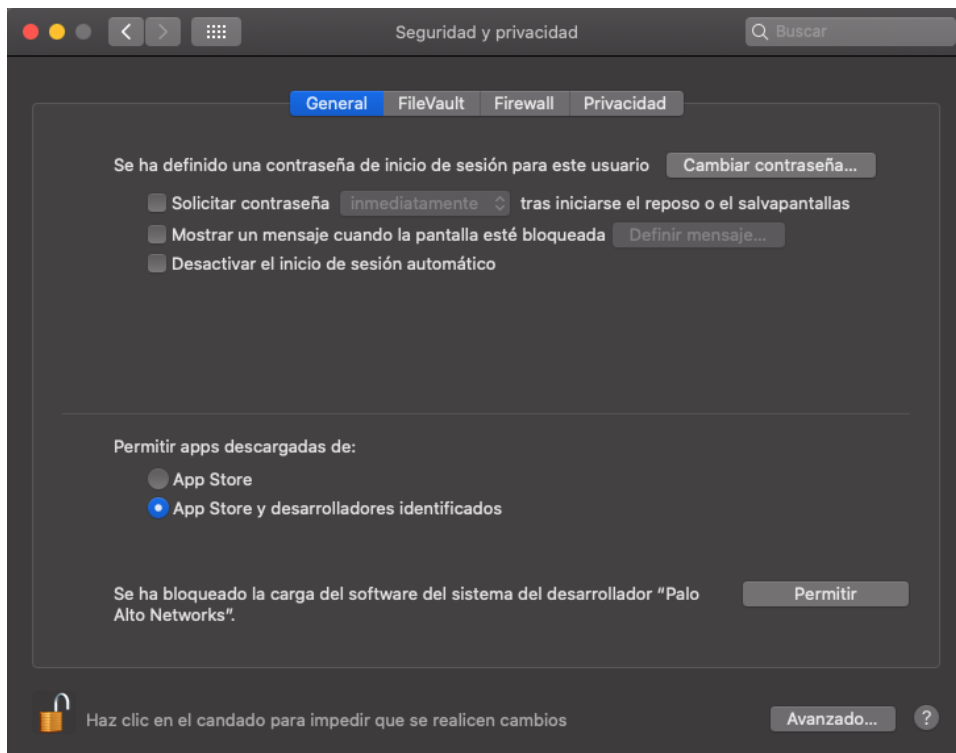 Seguridad y privacidad
Buscar
General FileVault Firewall Privacidad
Se ha definido una contraseña de inicio de sesión para este usuario Cambiar contraseña...
Solicitar contraseña inmediatamente tras iniciarse el reposo o el salvapantallas
Mostrar un mensaje cuando la pantalla esté bloqueada Definir mensaje...
Desactivar el inicio de sesión automático
Permitir apps descargadas de:
App Store
App Store y desarrolladores identificados
Se ha bloqueado la carga del software del sistema del desarrollador “Palo
Alto Networks”.
Permitir
Haz clic en el candado para impedir que se realicen cambios
Avanzado...
?